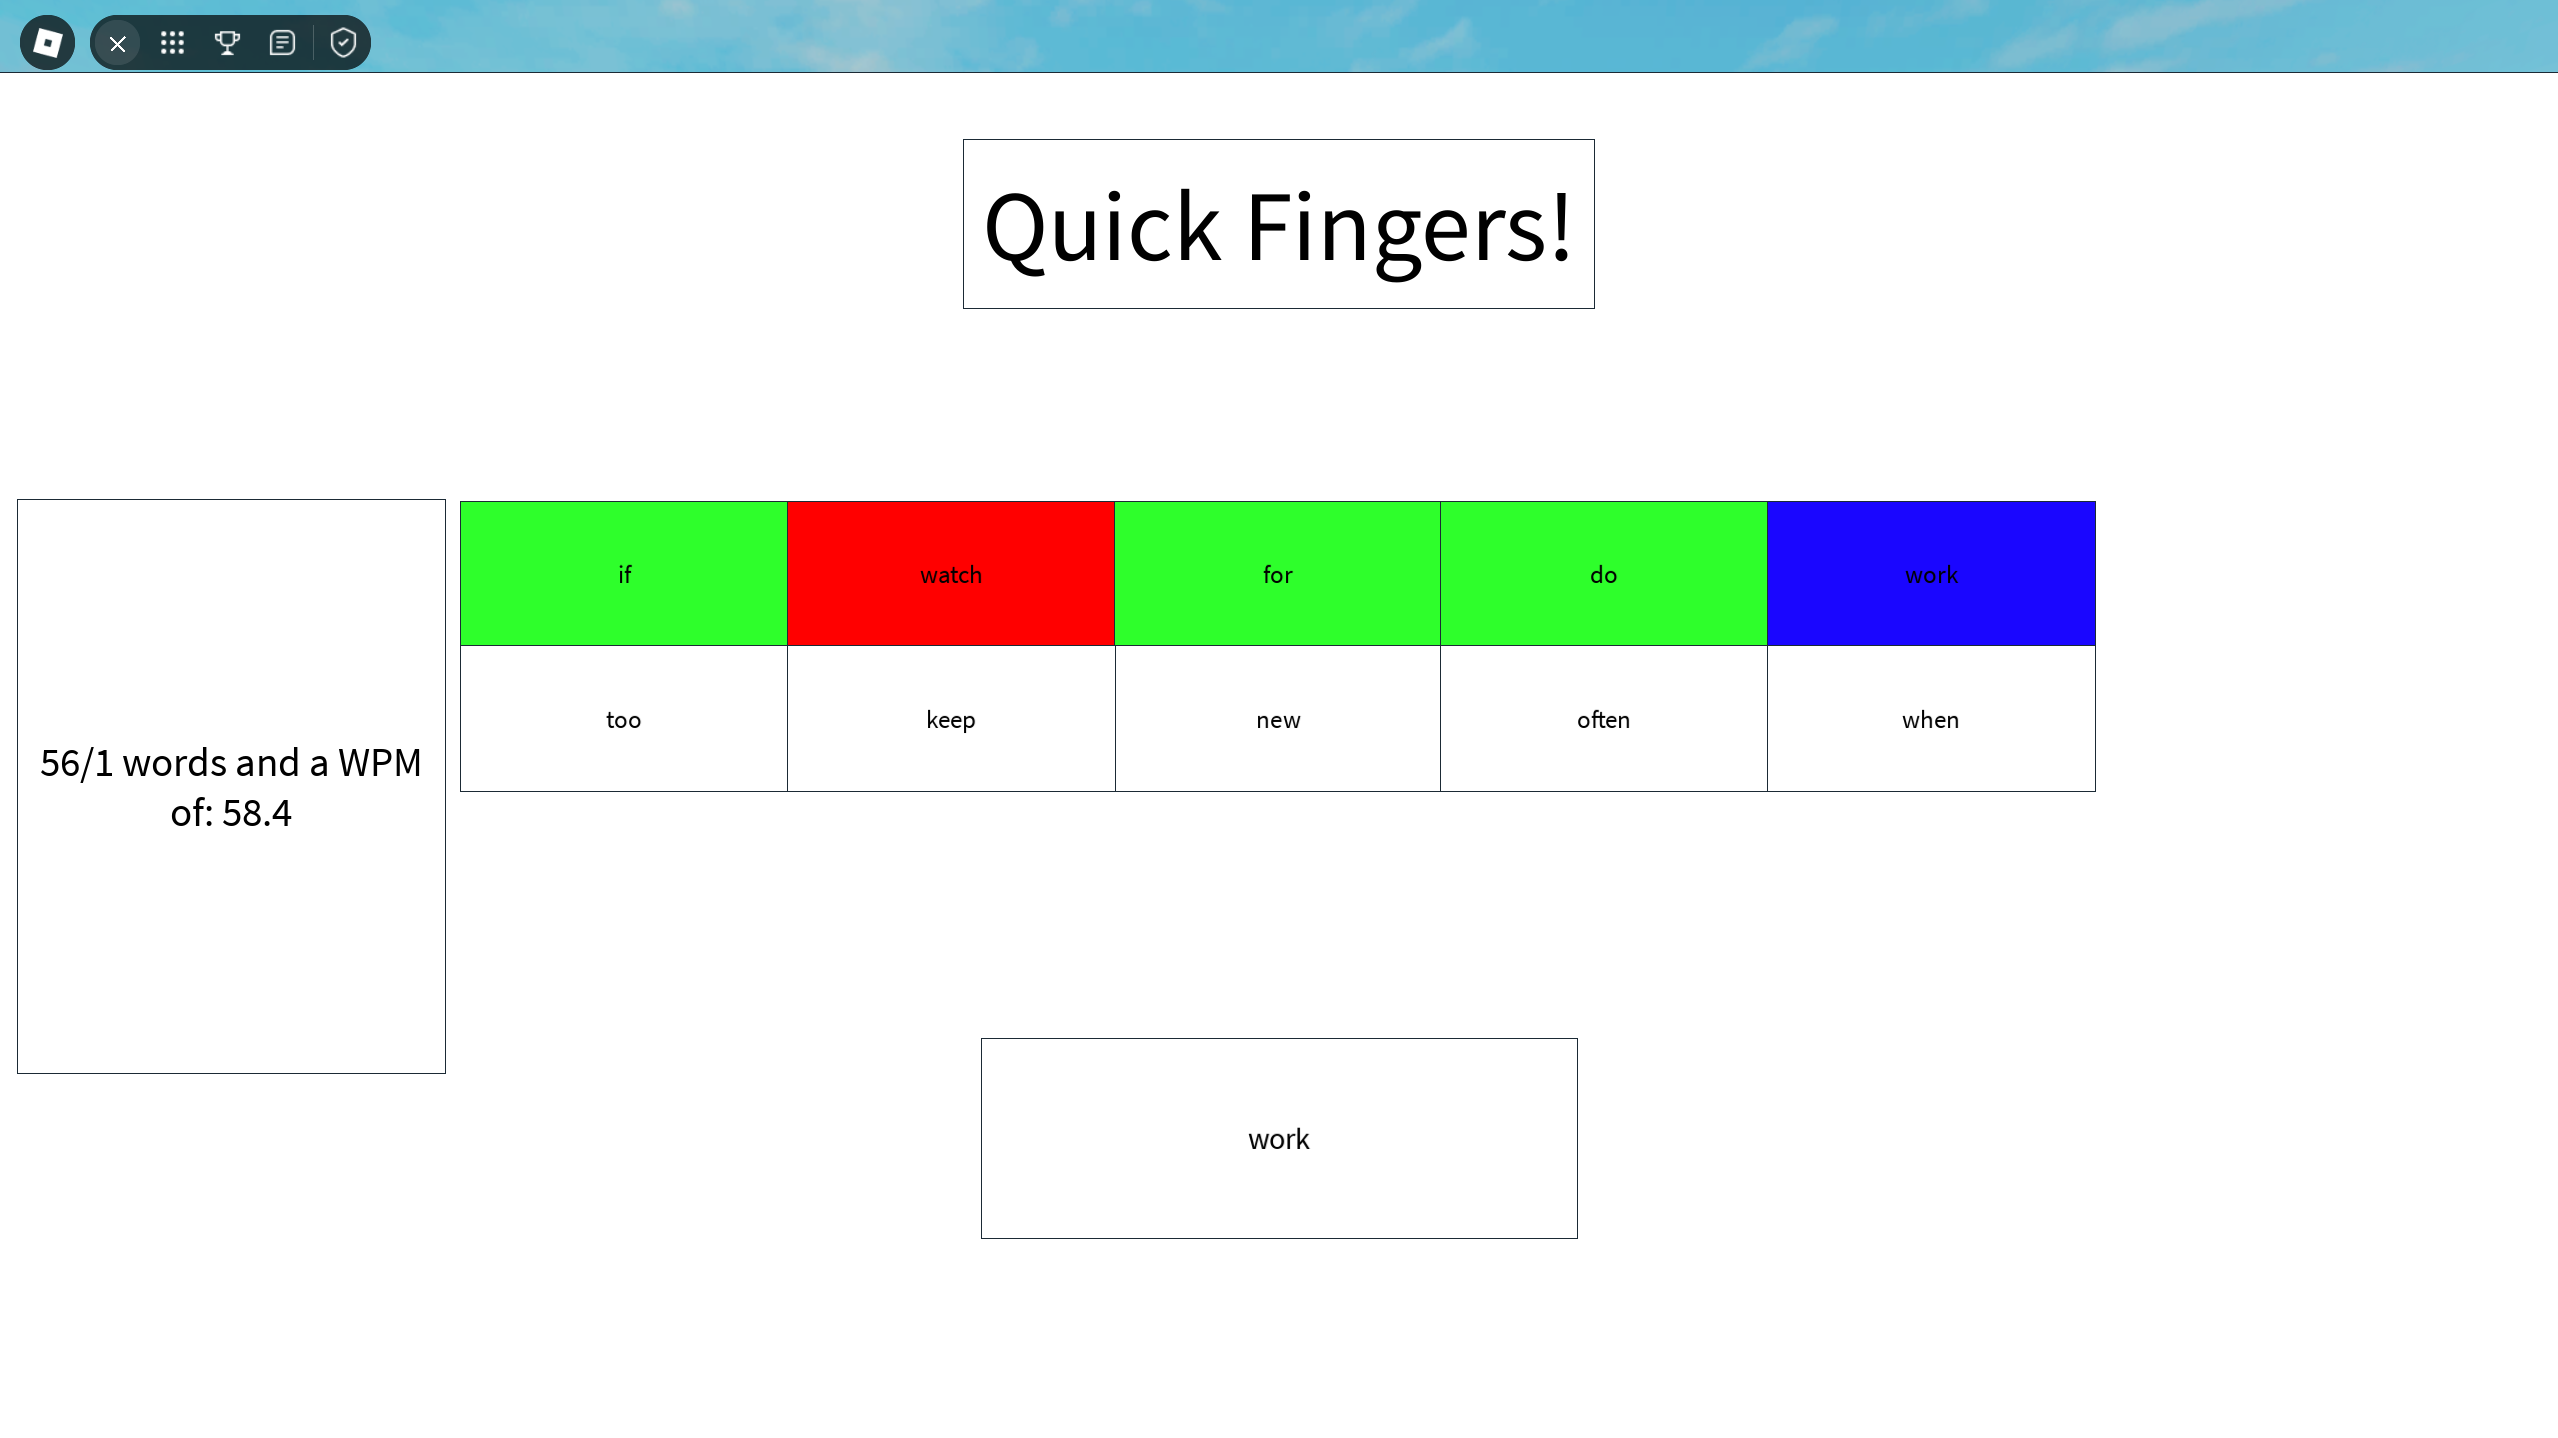 Quick Fingers!
if watch for do work
too keep new often when
56/1 words and a WPM
of: 58.4
work